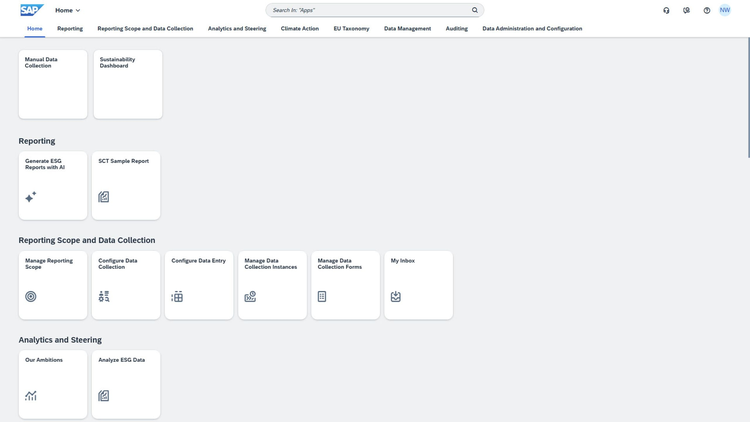 SAP
Home
Search In: "Apps"
NW
Home
Reporting
Reporting Scope and Data Collection
Analytics and Steering
Climate Action
EU Taxonomy
Data Management
Auditing
Data Administration and Configuration
Manual Data
Collection
Sustainability
Dashboard
Reporting
Generate ESG
Reports with AI
SCT Sample Report
Reporting Scope and Data Collection
Manage Reporting
Scope
Configure Data
Collection
Configure Data Entry
Manage Data
Collection Instances
Manage Data
Collection Forms
My Inbox
Analytics and Steering
Our Ambitions
Analyze ESG Data